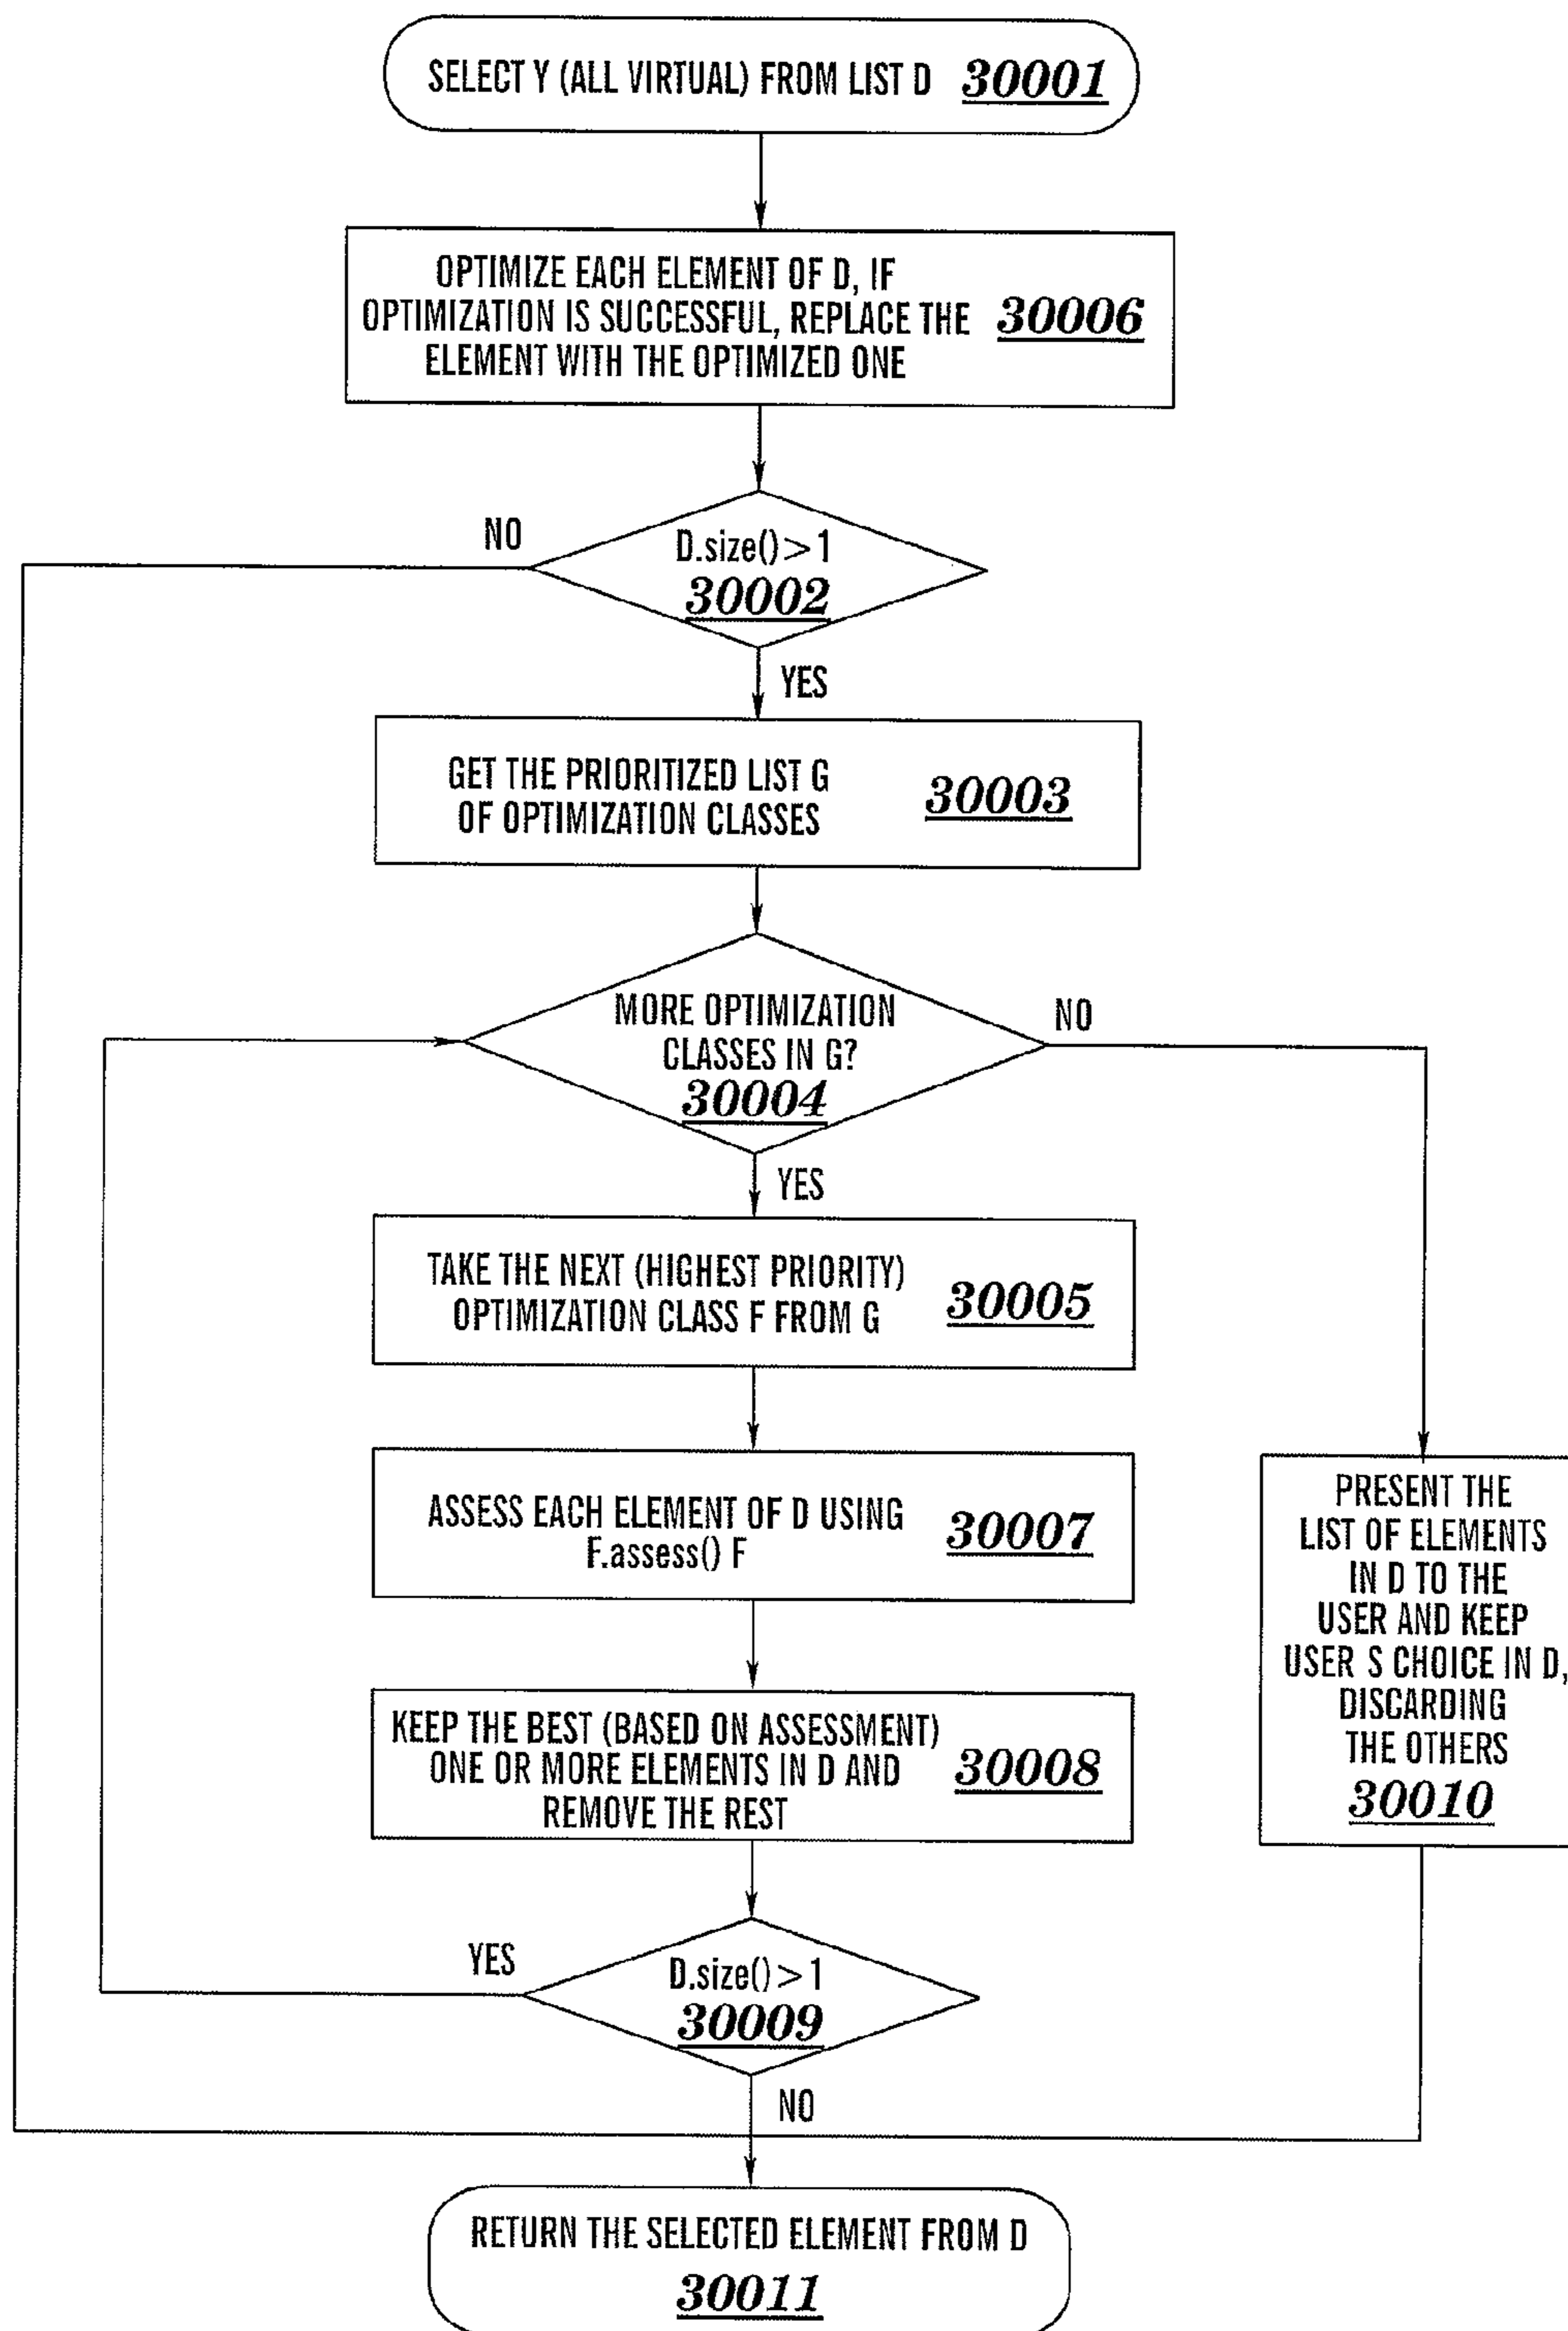 SELECT Y (ALL VIRTUAL) FROM LIST D 30001
OPTIMIZE EACH ELEMENT OF D, IF
OPTIMIZATION IS SUCCESSFUL, REPLACE THE 30006
ELEMENT WITH THE OPTIMIZED ONE
NO
D.size()>1
30002
YES
GET THE PRIORITIZED LIST G
OF OPTIMIZATION CLASSES 30003
MORE OPTIMIZATION
CLASSES IN G?
30004
NO
YES
TAKE THE NEXT (HIGHEST PRIORITY)
OPTIMIZATION CLASS F FROM G 30005
ASSESS EACH ELEMENT OF D USING
F.assess() F 30007
KEEP THE BEST (BASED ON ASSESSMENT)
ONE OR MORE ELEMENTS IN D AND 30008
REMOVE THE REST
PRESENT THE
LIST OF ELEMENTS
IN D TO THE
USER AND KEEP
USER S CHOICE IN D,
DISCARDING
THE OTHERS
30010
YES
D.size()>1
30009
NO
RETURN THE SELECTED ELEMENT FROM D
30011